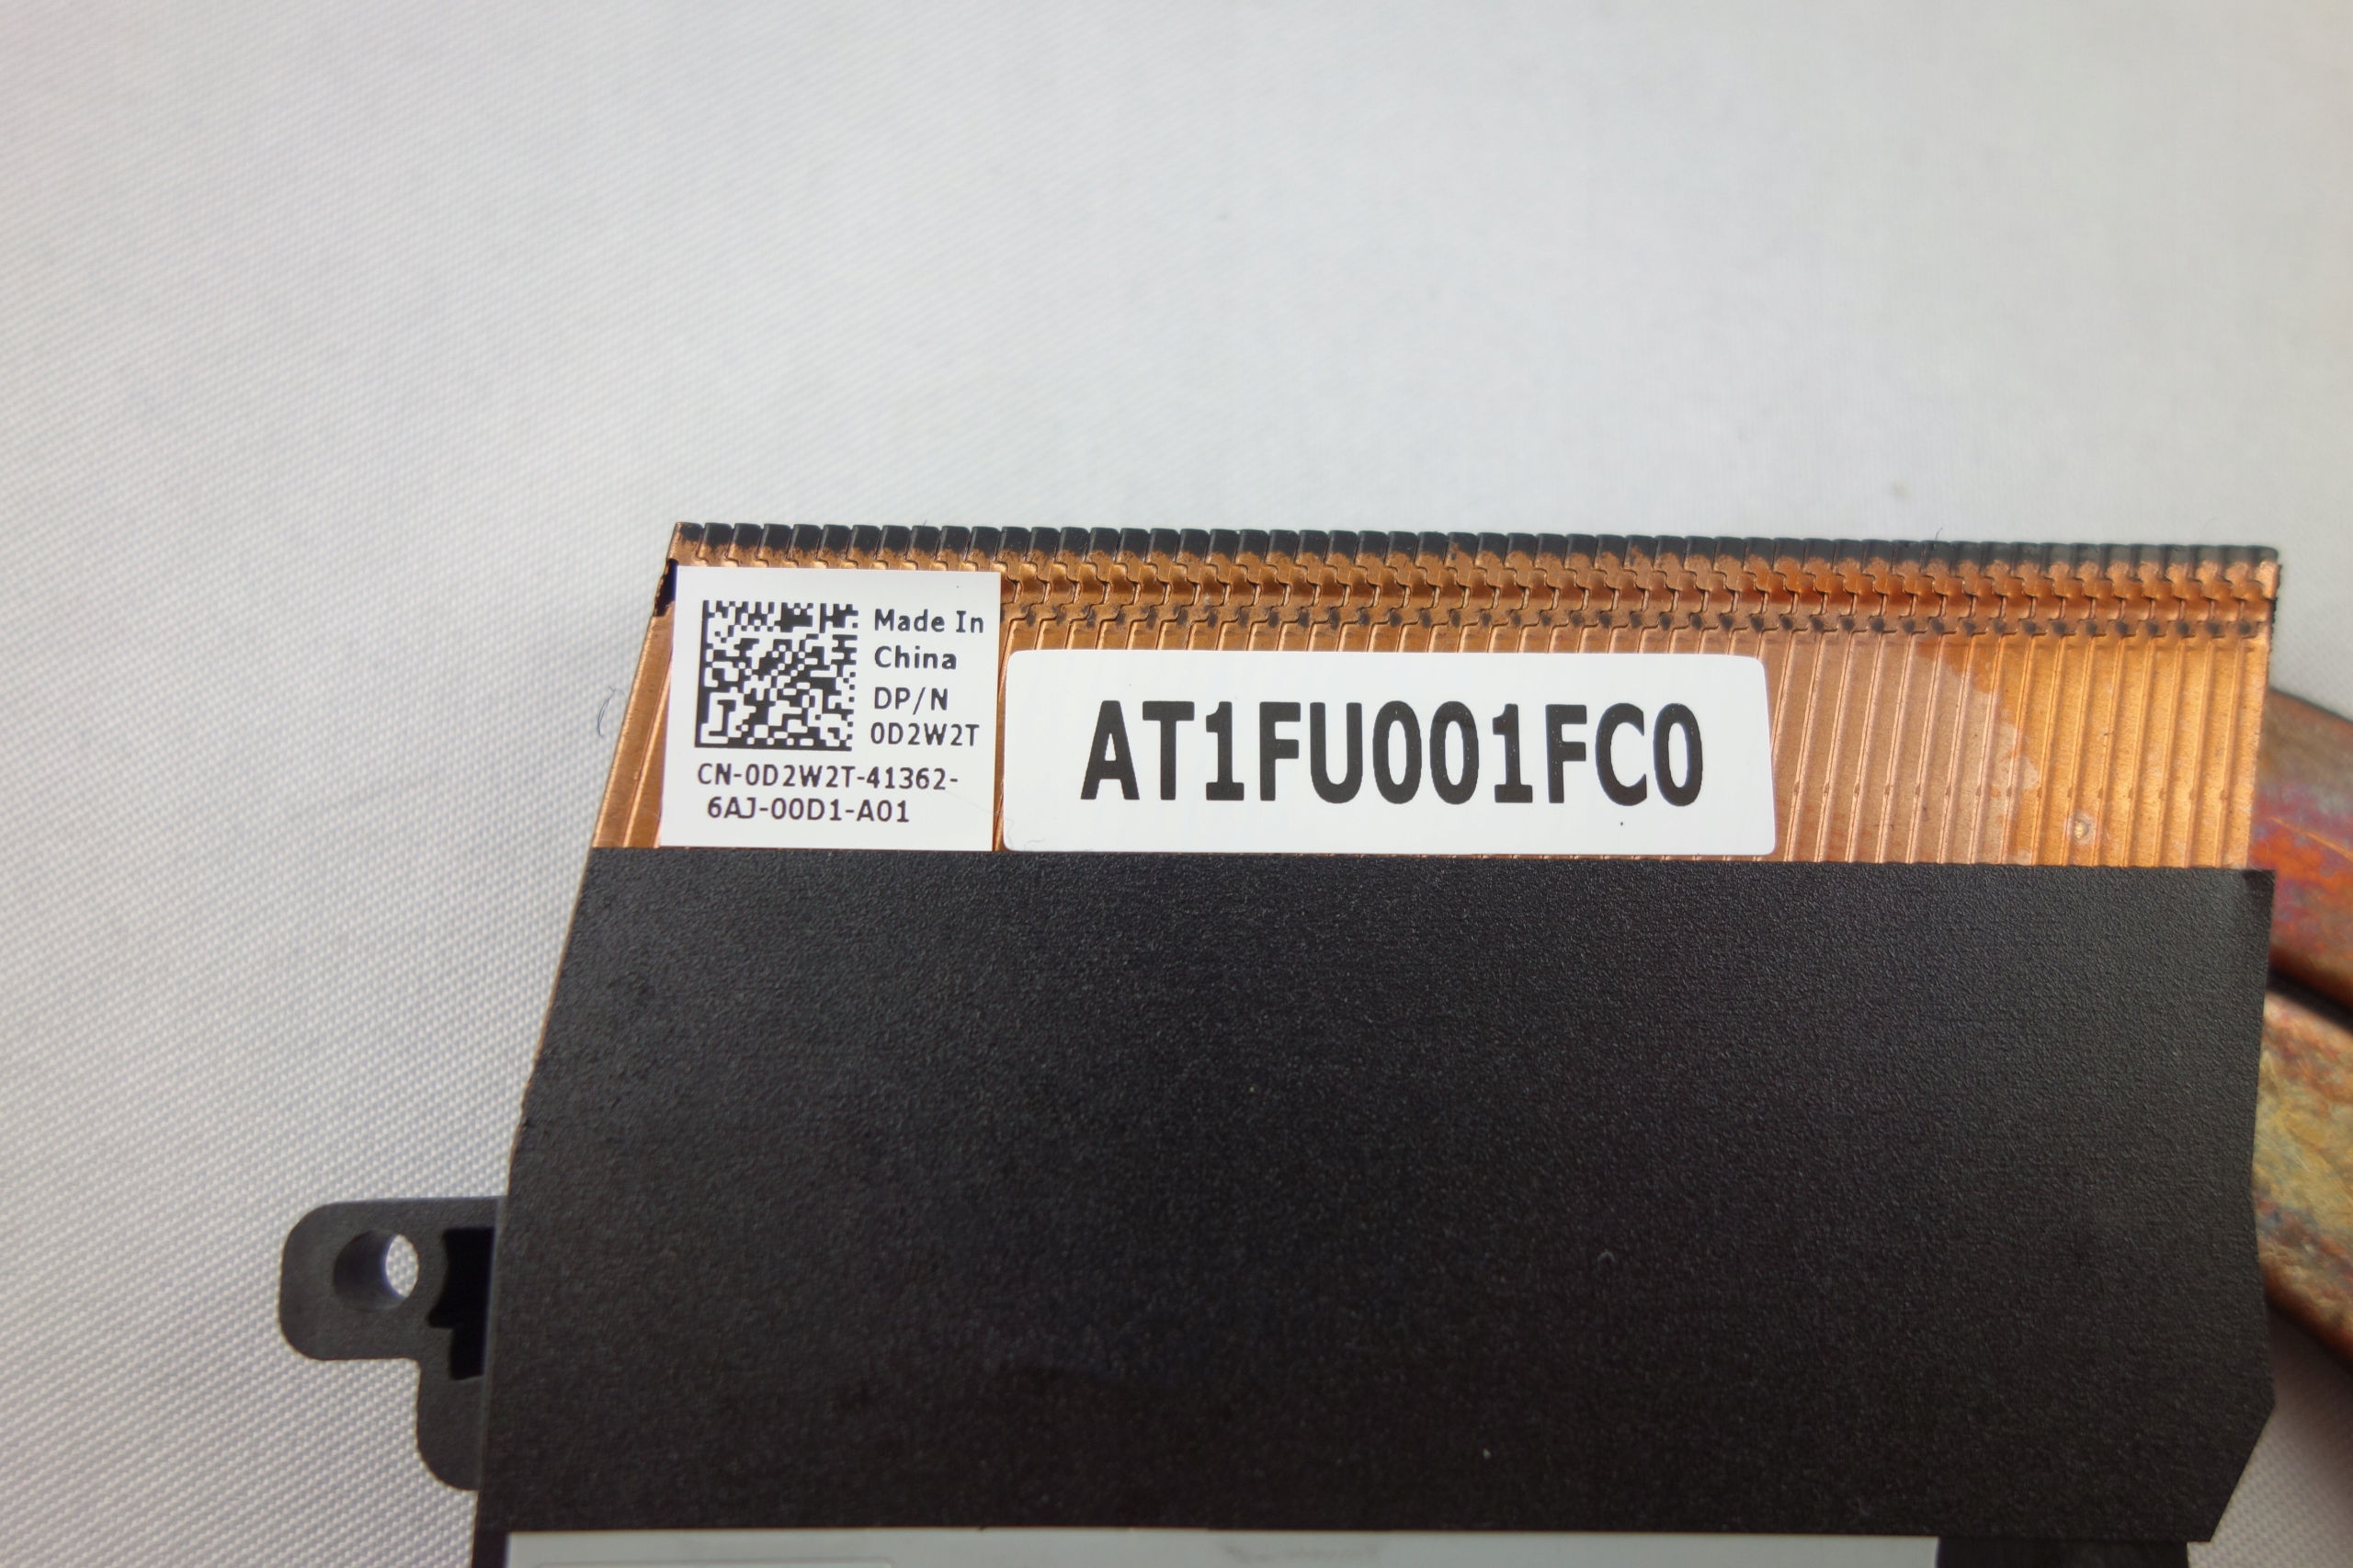 Made In
China
DP/N
0D2W2T
CN-0D2W2T-41362-
6AJ-00D1-A01
AT1FU001FC0